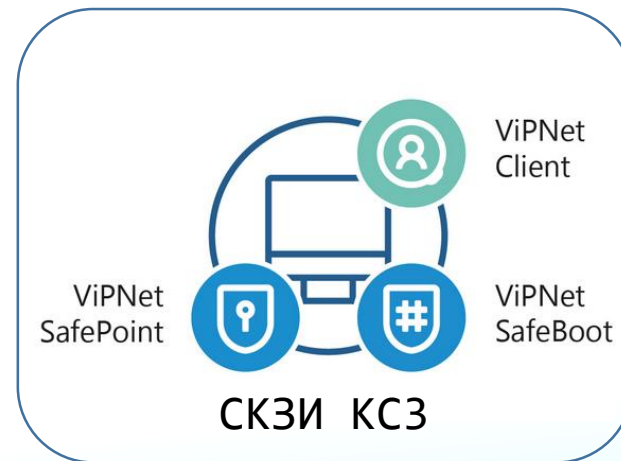 ViPNet
Client
ViPNet
SafePoint
ViPNet
SafeBoot
СКЗИ КС3